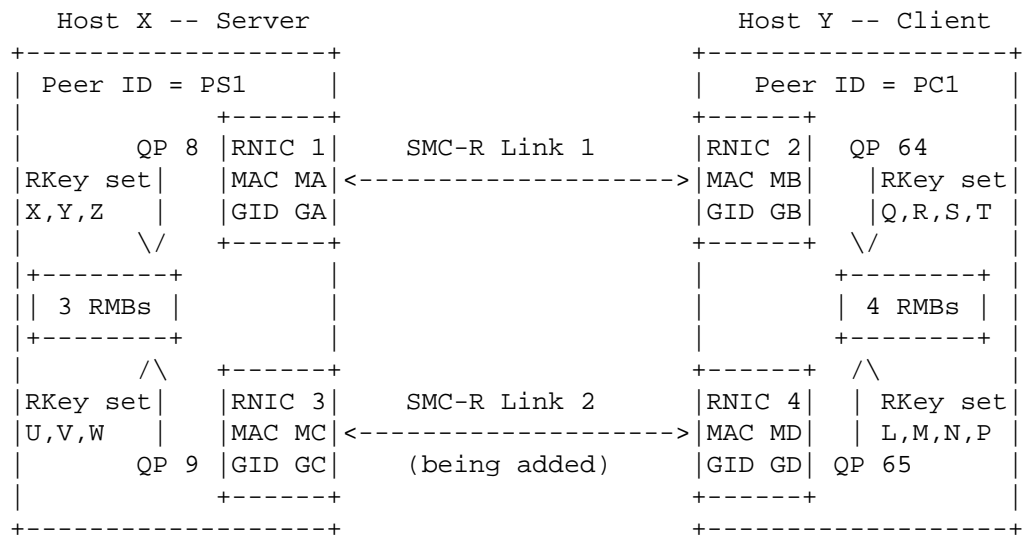 Host X -- Server Host Y -- Client
Peer ID = PS1 Peer ID = PC1
QP 8 RNIC 1 SMC-R Link 1 RNIC 2 QP 64
RKey set MAC MA MAC MB RKey set
X,Y,Z GID GA GID GB Q,R,S,T
3 RMBs 4 RMBs
RKey set RNIC 3 SMC-R Link 2 RNIC 4 RKey set
U,V,W MAC MC MAC MD L,M,N,P
QP 9 GID GC (being added) GID GD QP 65